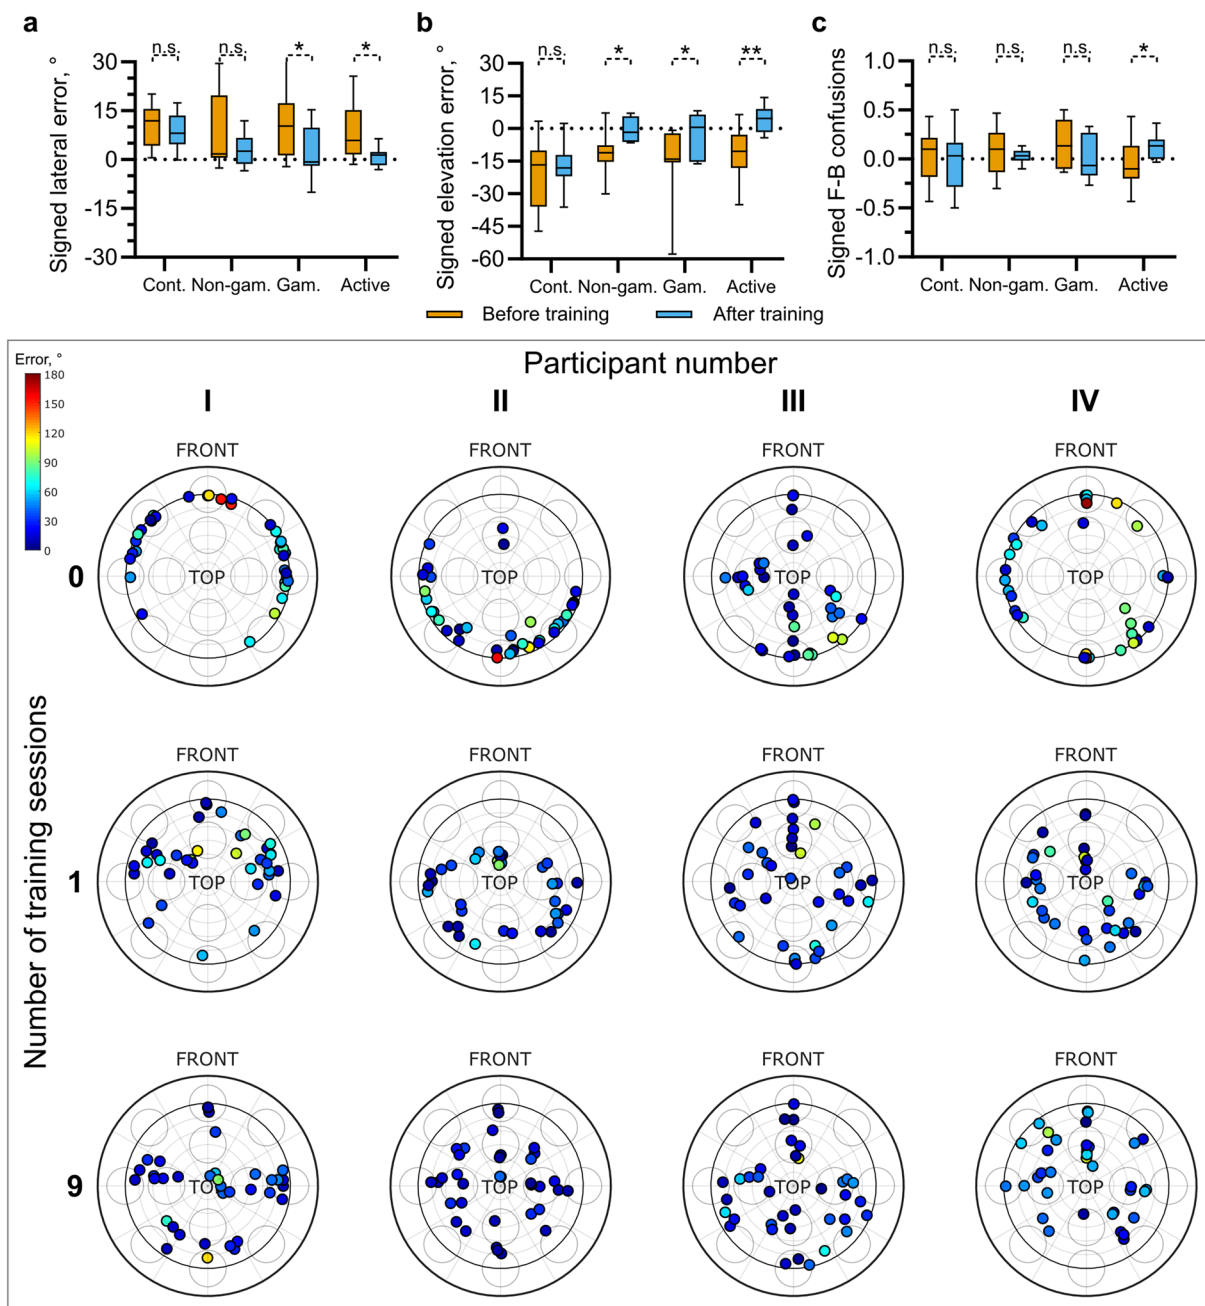 a
b
c
Signed lateral error, °
30
15
0
-15
-30
n.s.
n.s.
*
*
Cont. Non-gam. Gam. Active
Signed elevation error, °
30
15
0
-15
-30
-45
-60
n.s.
*
*
**
Cont. Non-gam. Gam. Active
Signed F-B confusions
1.0
0.5
0.0
-0.5
-1.0
n.s.
n.s.
n.s.
*
Cont. Non-gam. Gam. Active
Before training
After training
Error, °
180
150
120
90
60
30
0
Participant number
I
II
III
IV
Number of training sessions
FRONT
FRONT
FRONT
FRONT
0
TOP
TOP
TOP
TOP
FRONT
FRONT
FRONT
FRONT
1
TOP
TOP
TOP
TOP
FRONT
FRONT
FRONT
FRONT
9
TOP
TOP
TOP
TOP